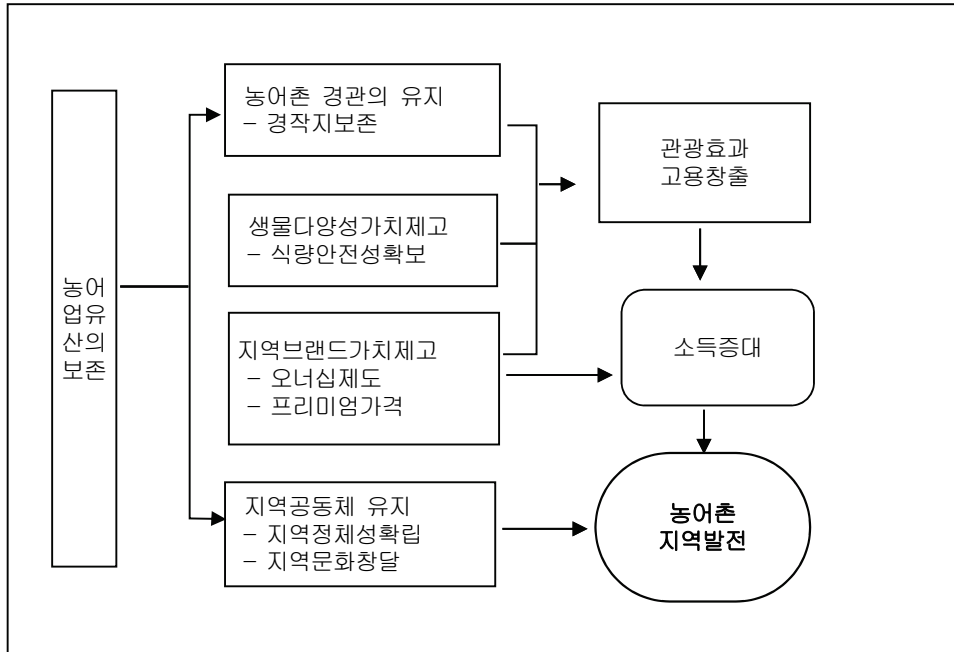 농어
업유
산의
보존
농어촌 경관의 유지
- 경작지보존
생물다양성가치제고
- 식량안전성확보
지역브랜드가치제고
- 오너십제도
- 프리미엄가격
지역공동체 유지
- 지역정체성확립
- 지역문화창달
관광효과
고용창출
소득증대
농어촌
지역발전